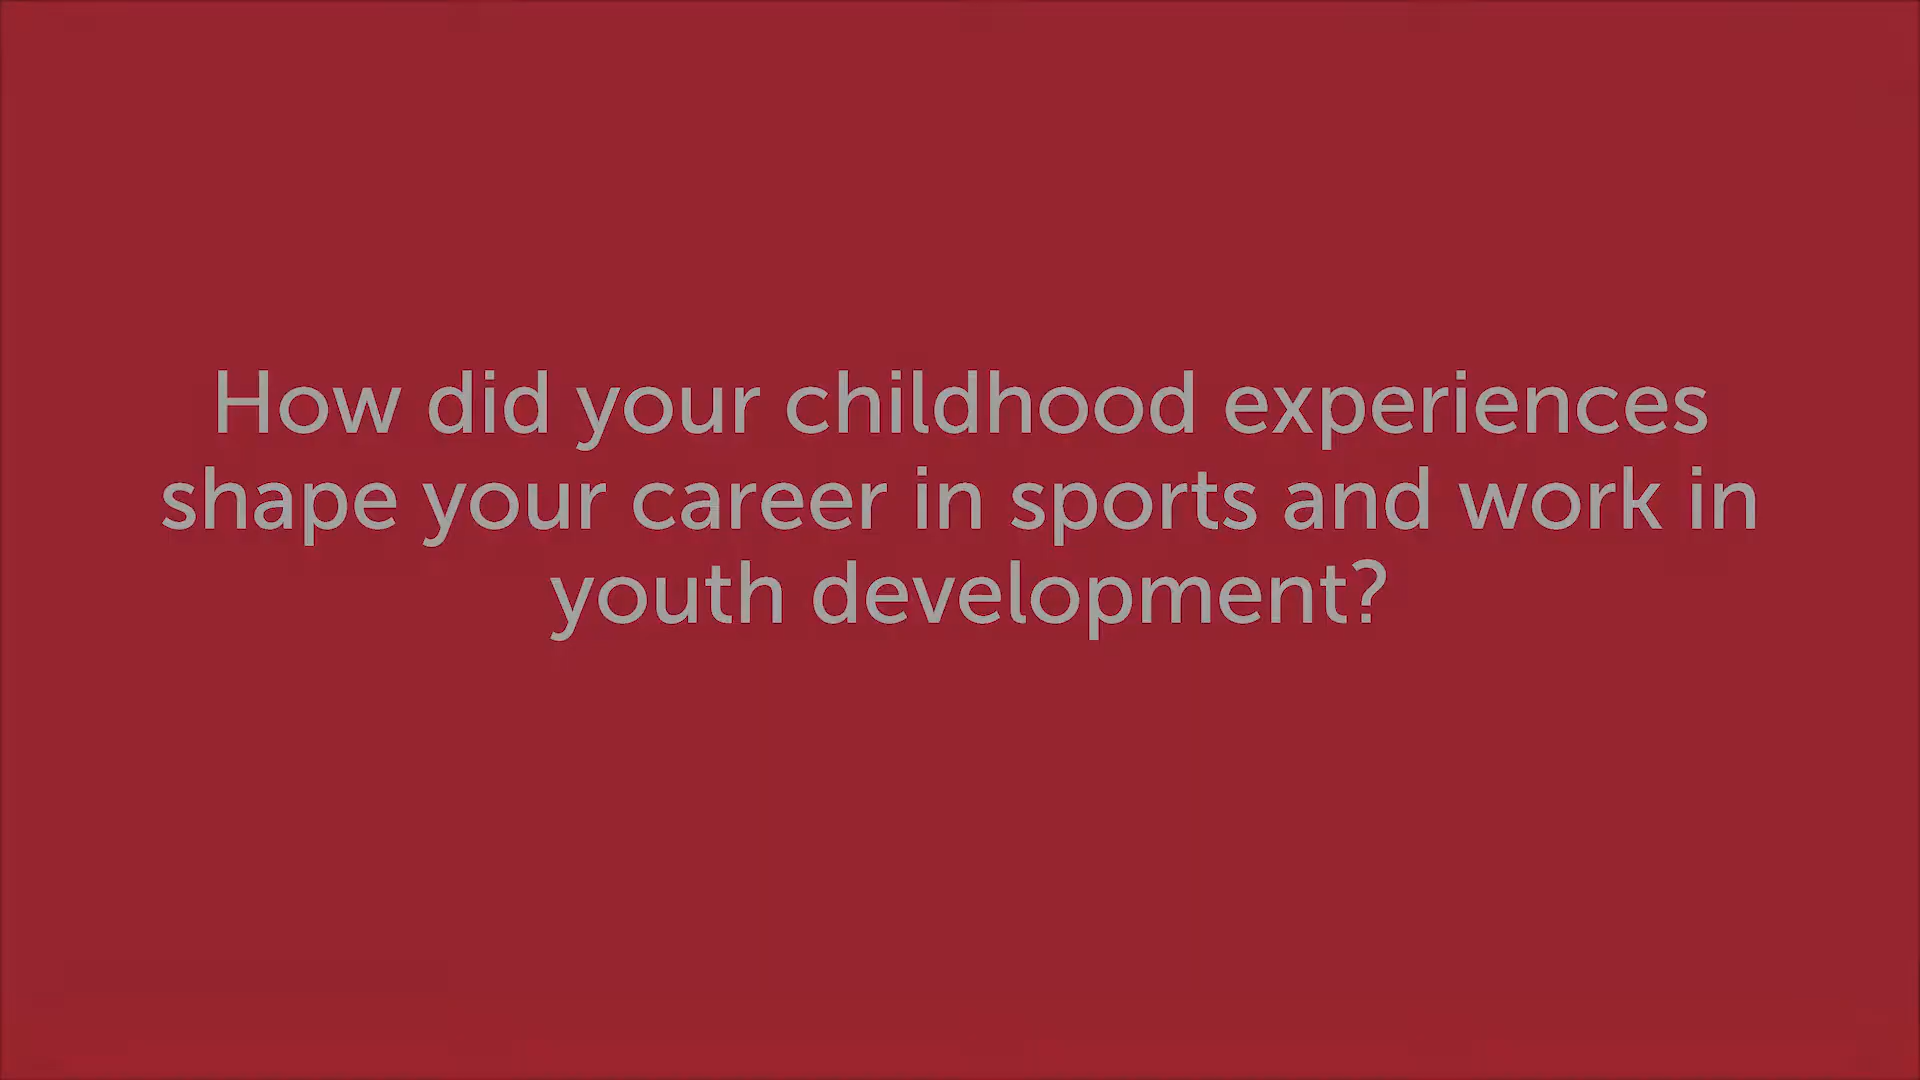 How did your childhood experiences
shape your career in sports and work in
youth development?